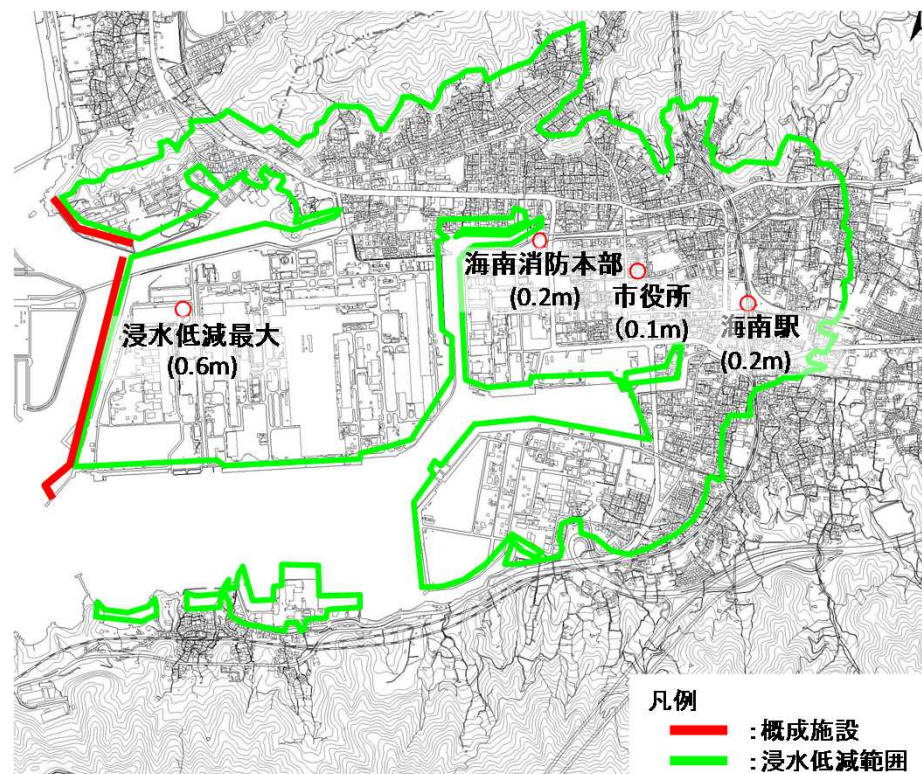 海南消防本部
(0.2m)
市役所
(0.1m)
海南駅
(0.2m)
浸水低減最大
(0.6m)
凡例
:概成施設
:浸水低減範囲